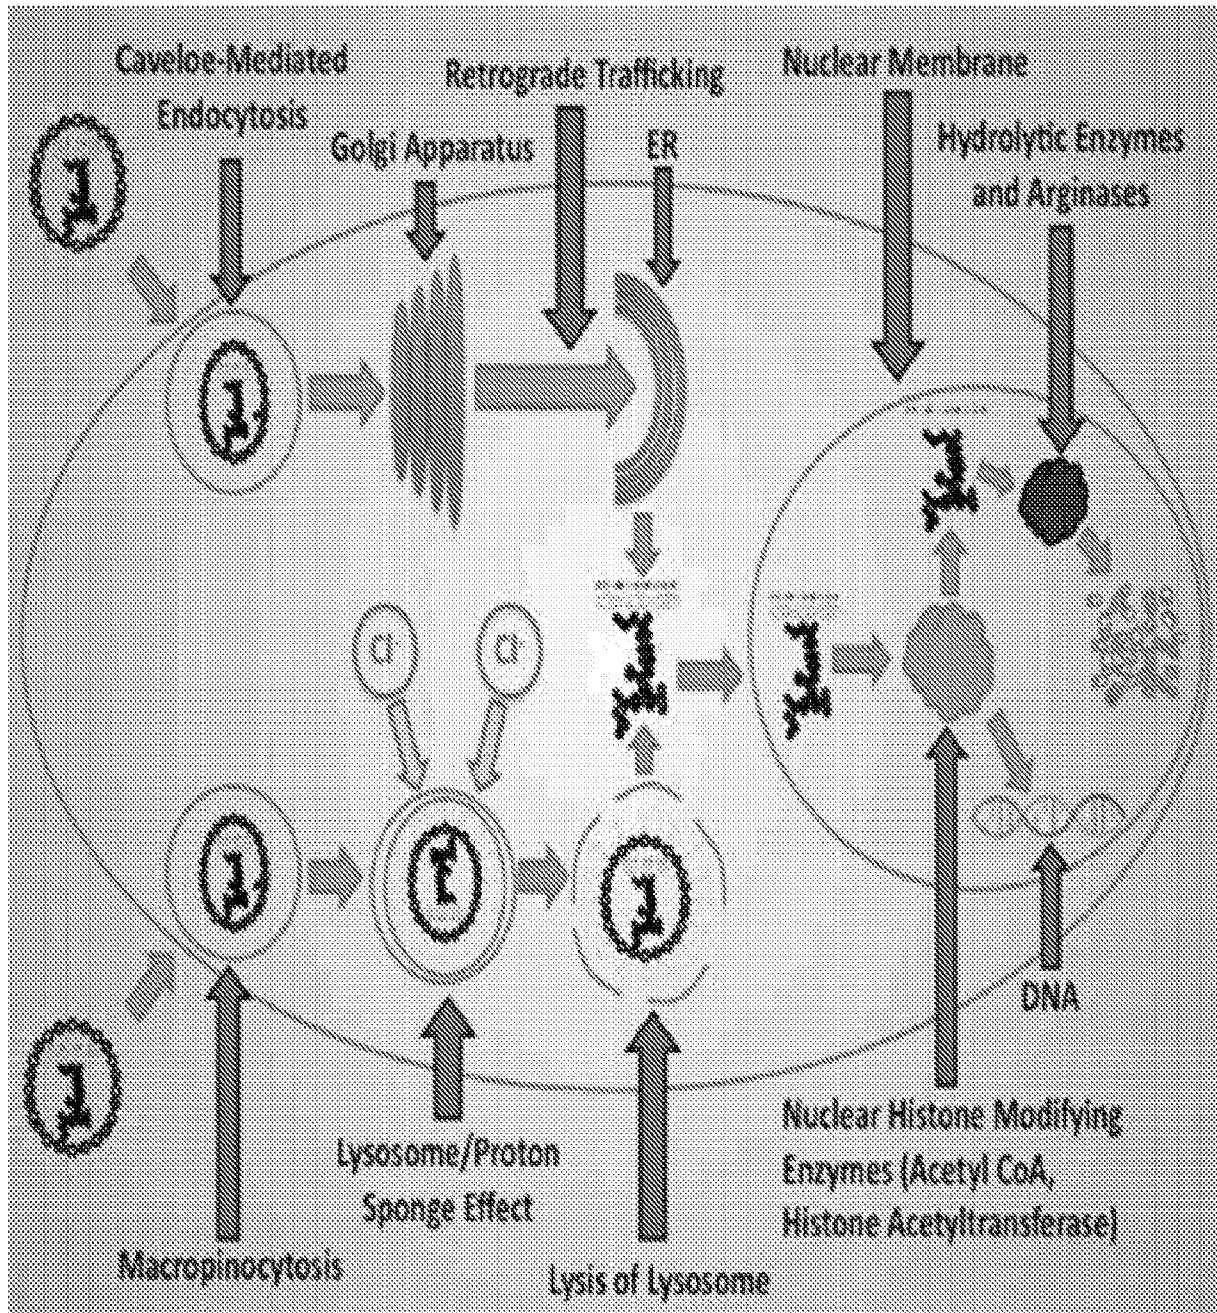 Caveloe-Mediated
Endocytosis
Retrograde Trafficking
Nuclear Membrane
Golgi Apparatus
ER
Hydrolytic Enzymes
and Arginases
Cl-
Cl-
DNA
Lysosome/Proton
Sponge Effect
Nuclear Histone Modifying
Enzymes (Acetyl CoA,
Histone Acetyltransferase)
Macropinocytosis
Lysis of Lysosome